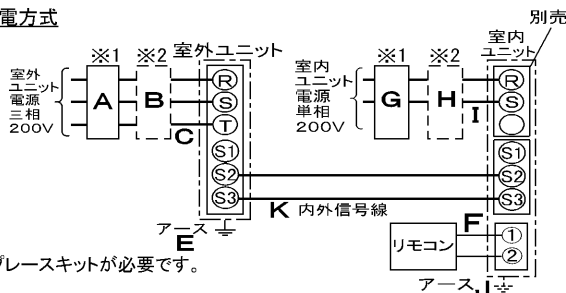 電方式
別売
※1 ※2 室外ユニット
※1 ※2 室内ユニット
室外
ユニット
電源
三相
200V
A B C
R
S
T
S1
S2
S3
室内
ユニット
電源
単相
200V
G H I
R
S
S1
S2
S3
K 内外信号線
アース
E
F
リモコン
1
2
アース J
プレースキットが必要です。